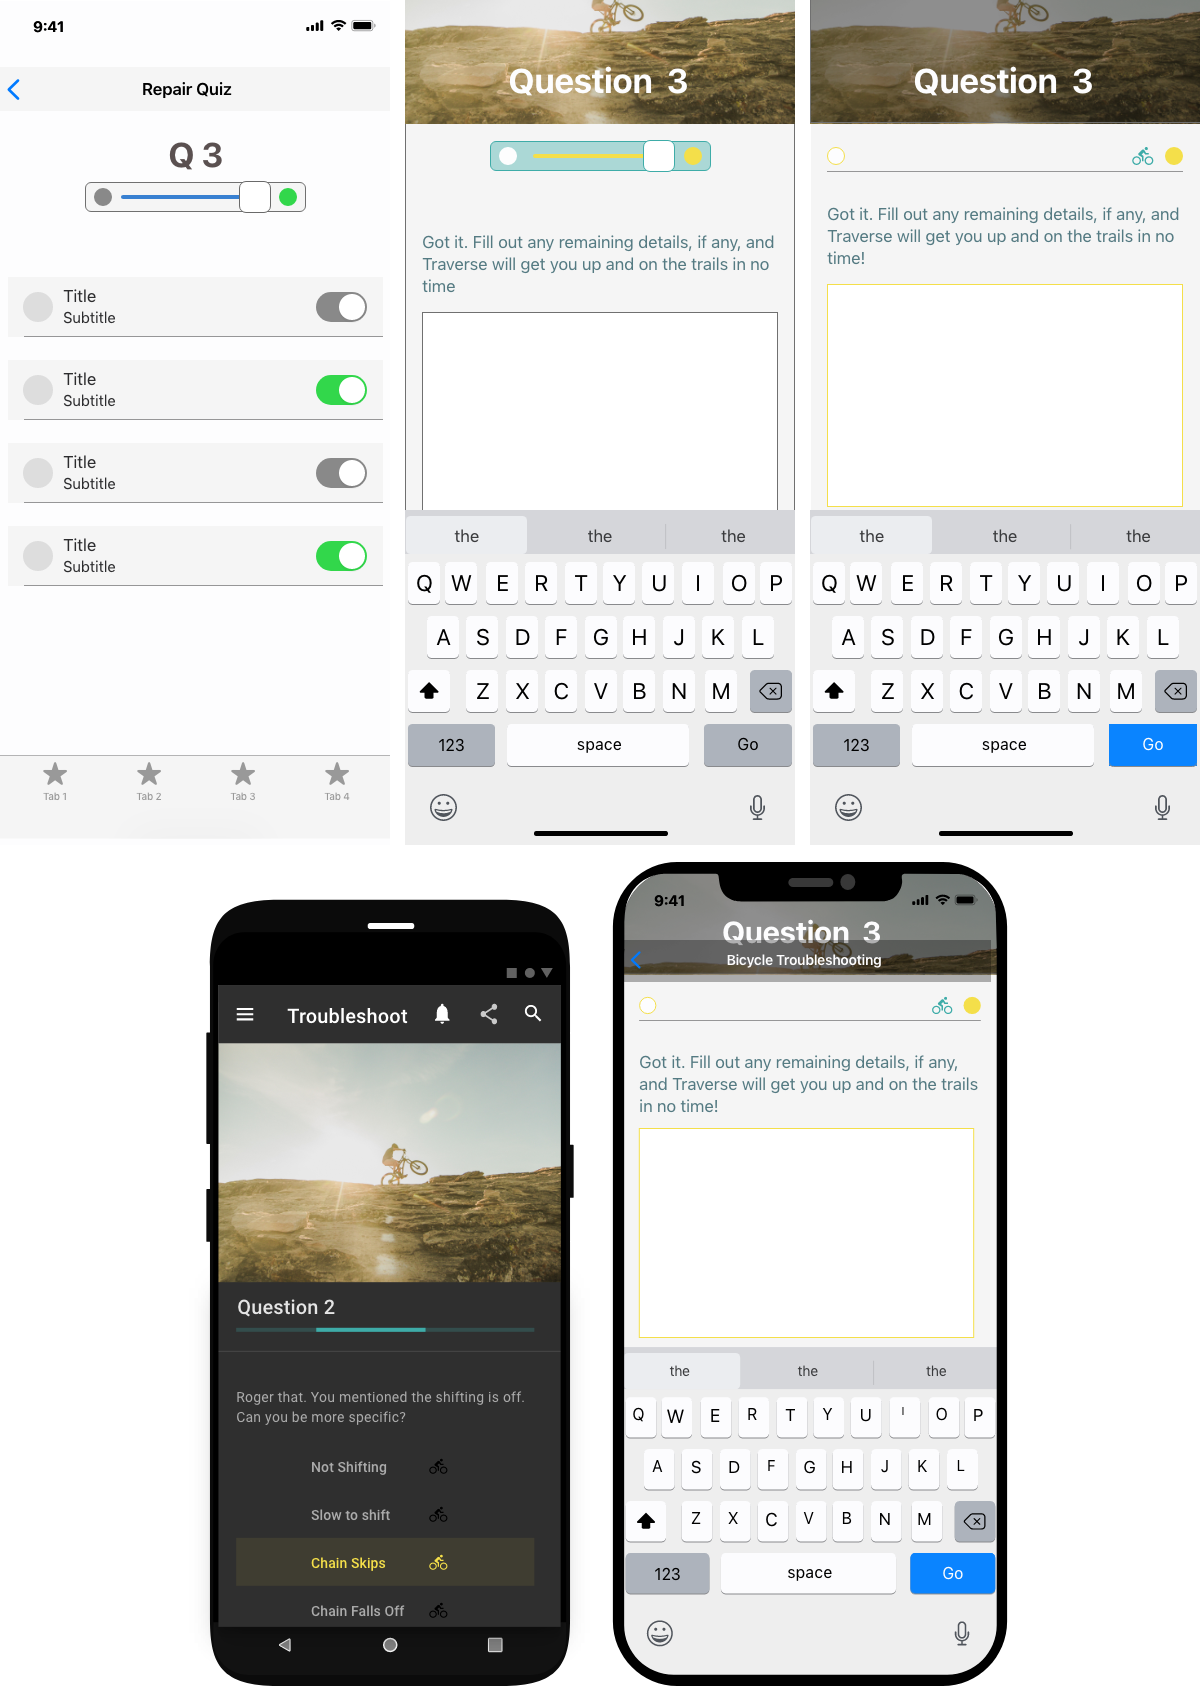 9:41
Repair Quiz
Q 3
Title
Subtitle
Title
Subtitle
Title
Subtitle
Title
Subtitle
Tab 1 Tab 2 Tab 3 Tab 4
Question 3
Got it. Fill out any remaining details, if any, and
Traverse will get you up and on the trails in no
time
the the the
Q W E R T Y U I O P
A S D F G H J K L
Z X C V B N M
123 space Go
Question 3
Got it. Fill out any remaining details, if any, and
Traverse will get you up and on the trails in no
time!
the the the
Q W E R T Y U I O P
A S D F G H J K L
Z X C V B N M
123 space Go
Troubleshoot
Question 2
Roger that. You mentioned the shifting is off.
Can you be more specific?
Not Shifting
Slow to shift
Chain Skips
Chain Falls Off
9:41
Question 3
Bicycle Troubleshooting
Got it. Fill out any remaining details, if any,
and Traverse will get you up and on the trails
in no time!
the the the
Q W E R T Y U I O P
A S D F G H J K L
Z X C V B N M
123 space Go